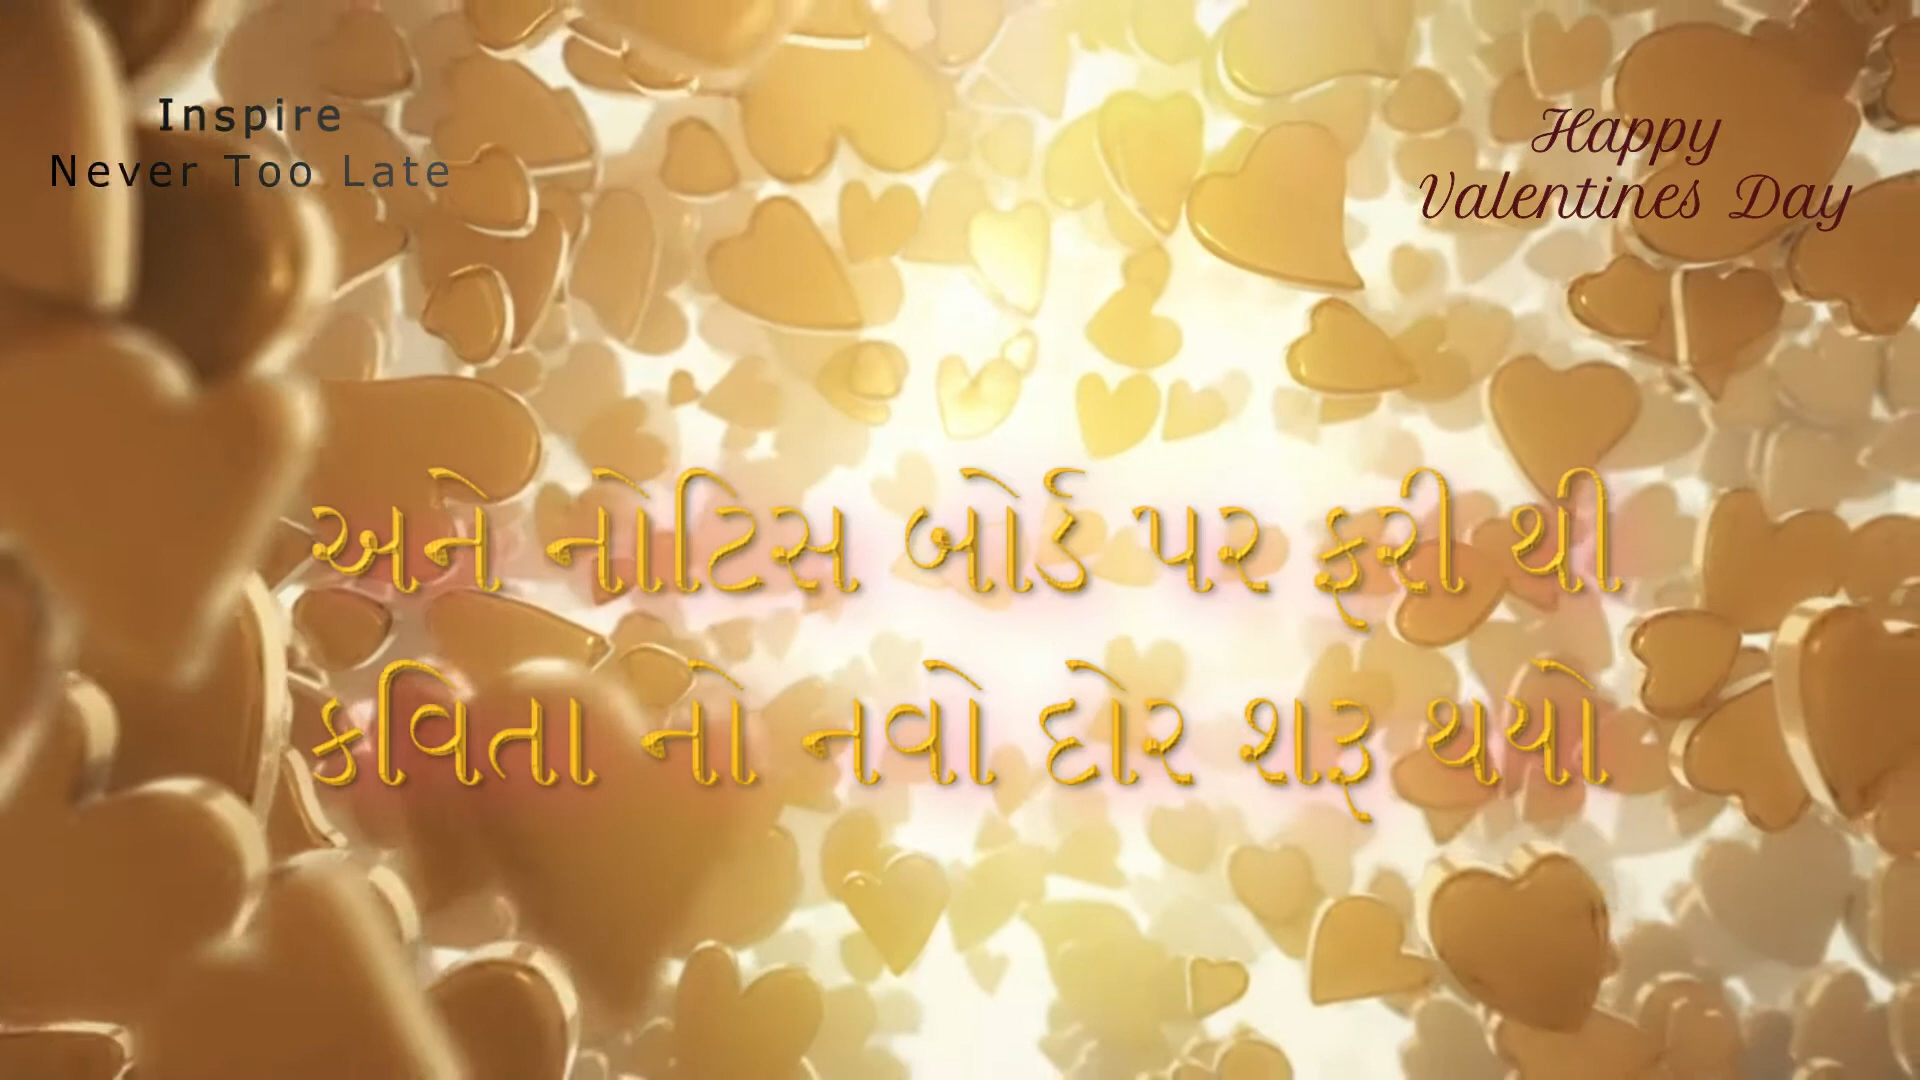 Inspire
Never Too Late
Happy
Valentines Day
અને નોટિસ બોર્ડ પર ફરી થી
કવિતા નો નવો દોર શરૂ થયો